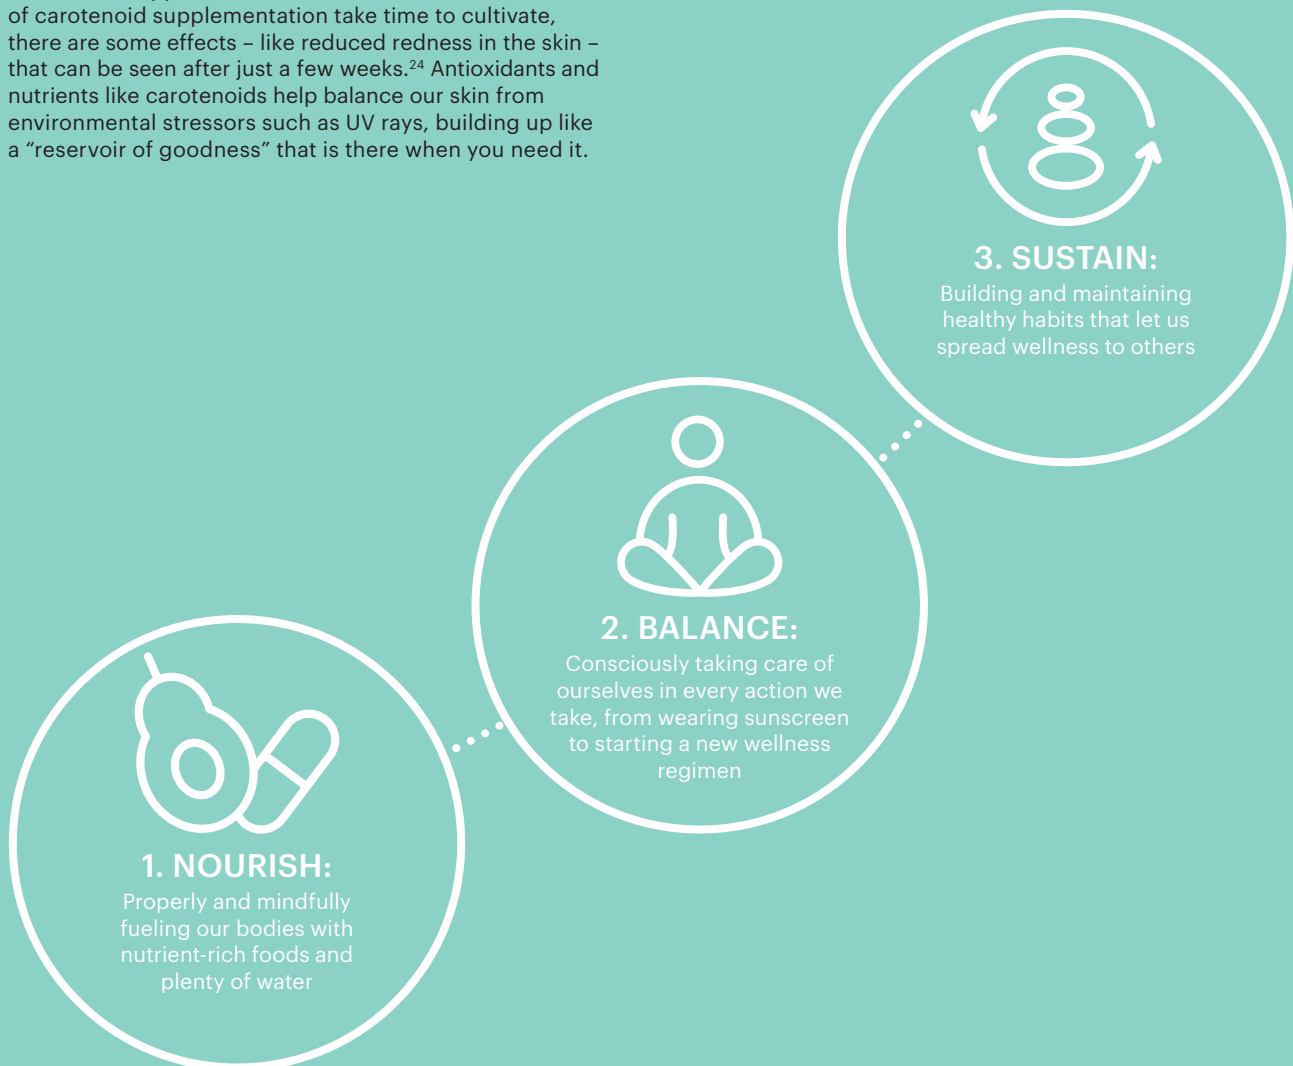 of carotenoid supplementation take time to cultivate,
there are some effects – like reduced redness in the skin –
that can be seen after just a few weeks.²⁴ Antioxidants and
nutrients like carotenoids help balance our skin from
environmental stressors such as UV rays, building up like
a “reservoir of goodness” that is there when you need it.
3. SUSTAIN:
Building and maintaining
healthy habits that let us
spread wellness to others
2. BALANCE:
Consciously taking care of
ourselves in every action we
take, from wearing sunscreen
to starting a new wellness
regimen
1. NOURISH:
Properly and mindfully
fueling our bodies with
nutrient-rich foods and
plenty of water